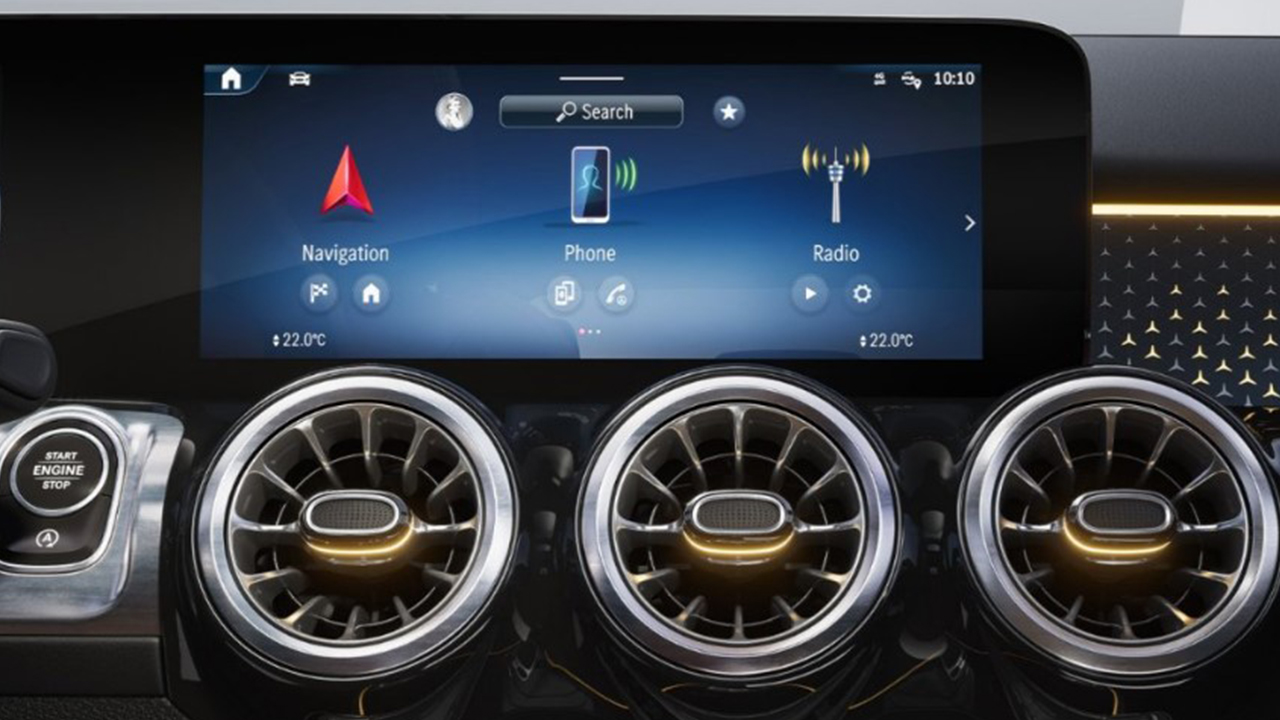 10:10
Search
Navigation
Phone
Radio
22.0°C
22.0°C
START
ENGINE
STOP
A